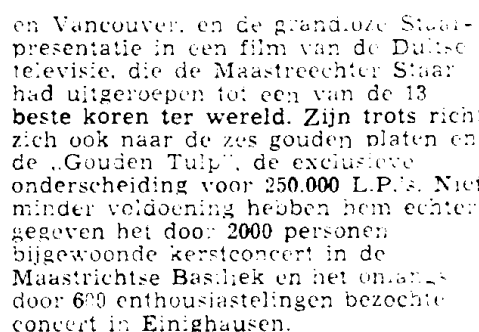 en Vancouver, en de grandioze Staar-
presentatie in een film van de Duitse
televisie, die de Maastreechter Staar
had uitgeroepen tot een van de 13
beste koren ter wereld. Zijn trots richt
zich ook naar de zes gouden platen en
de „Gouden Tulp”, de exclusieve
onderscheiding voor 250.000 L.P.'s. Niet
minder voldoening hebben hem echter
gegeven het door 2000 personen
bijgewoonde kerstconcert in de
Maastrichtse Basiliek en het onlangs
door 600 enthousiastelingen bezochte
concert in Einighausen.